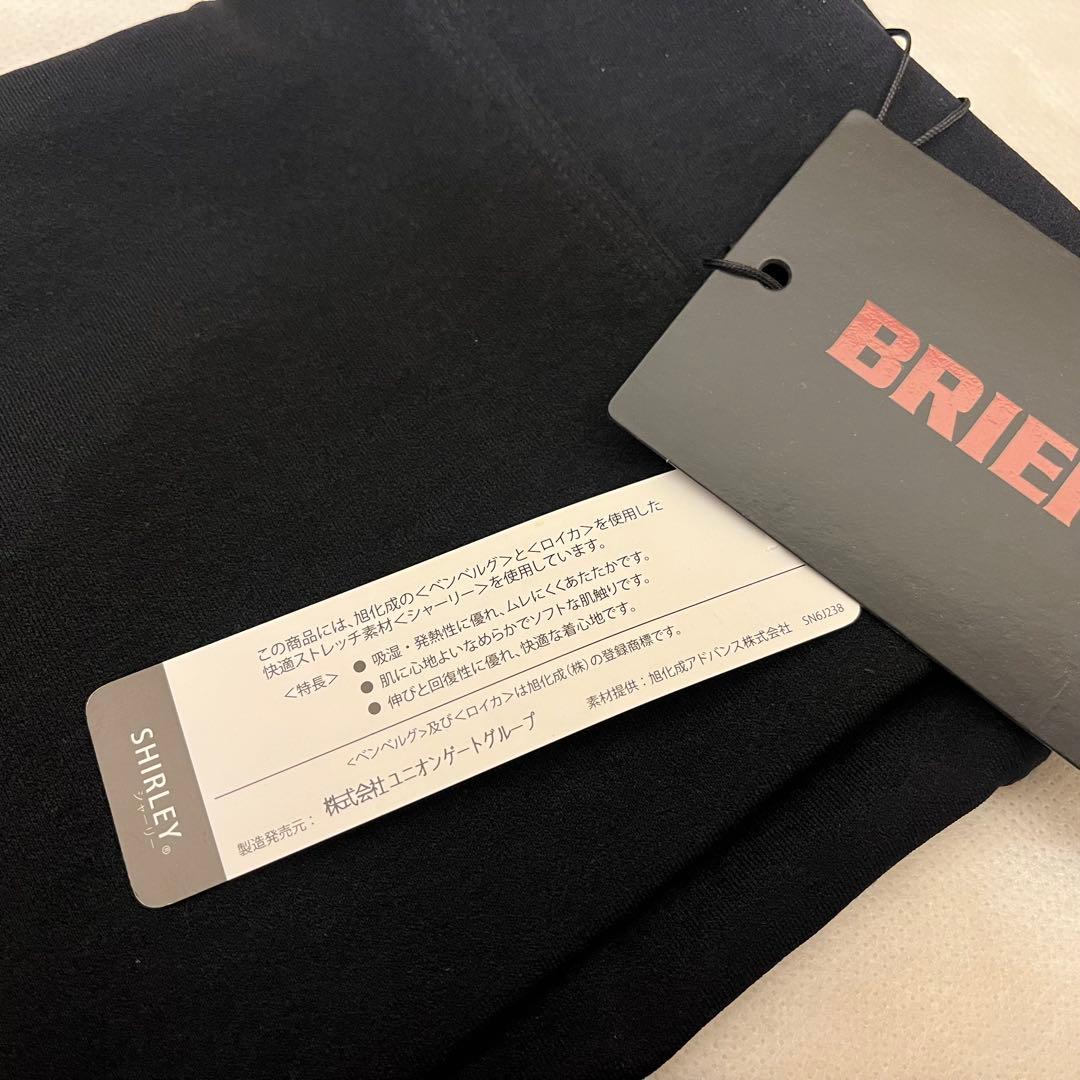 BRIE
この商品には、旭化成の<ベンベルグ>と<ロイカ>を使用した
快適ストレッチ素材<シャーリー>を使用しています。
<特長> ● 吸湿・発熱性に優れ、ムレにくくあたたかです。
● 肌に心地よいなめらかでソフトな肌触りです。
● 伸びと回復性に優れ、快適な着心地です。
<ベンベルグ>及び<ロイカ>は旭化成(株)の登録商標です。
素材提供:旭化成アドバンス株式会社 SN6J238
製造発売元: 株式会社 ユニオンゲートグループ
SHIRLEY®
シャーリー